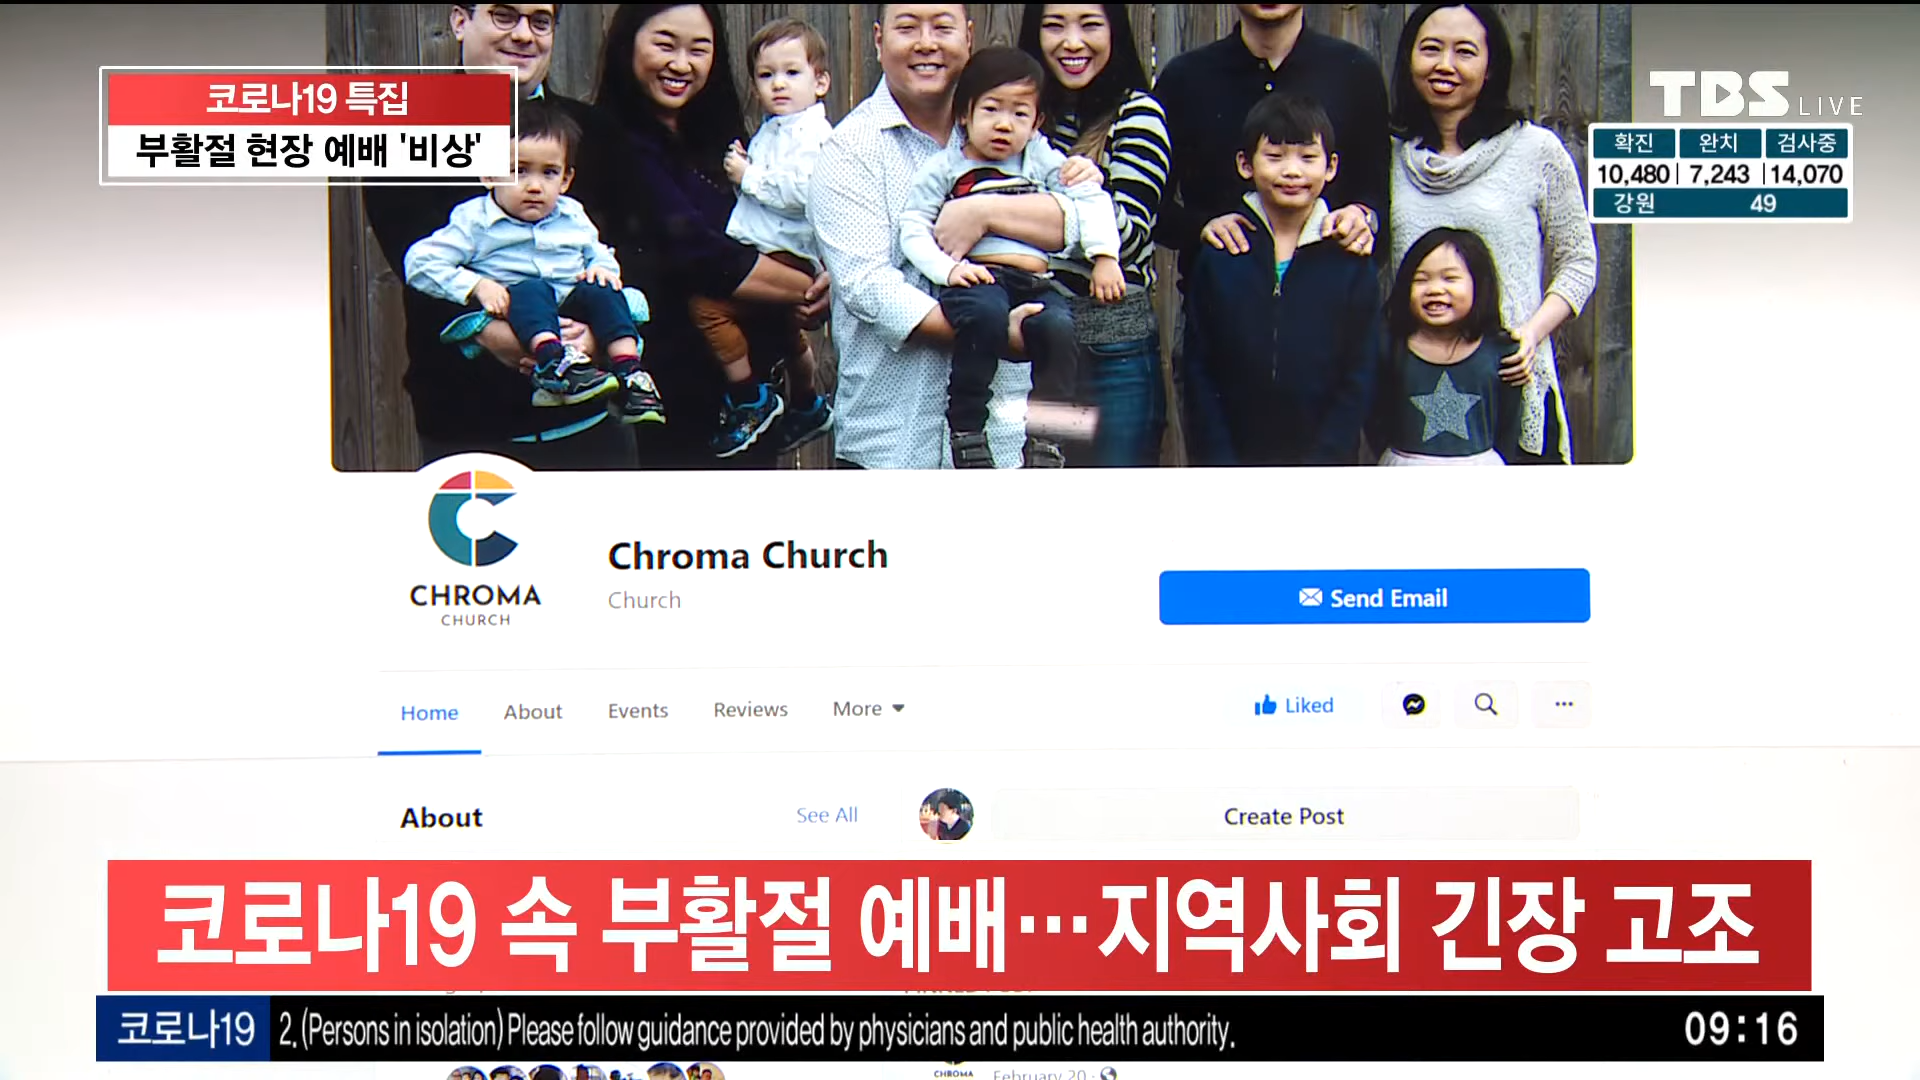 코로나19 특집
부활절 현장 예배 '비상'
TBS LIVE
확진 완치 검사중
10,480 7,243 14,070
강원 49
CHROMA
CHURCH
Chroma Church
Church
Send Email
Home About Events Reviews More
Liked
About
See All
Create Post
코로나19 속 부활절 예배…지역사회 긴장 고조
코로나19
2. (Persons in isolation) Please follow guidance provided by physicians and public health authority.
09:16
CHROMA
February 20